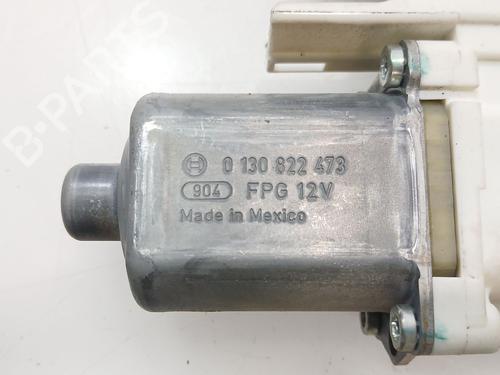 B-PARTS
0 130 822 473
904 FPG 12V
Made in Mexico